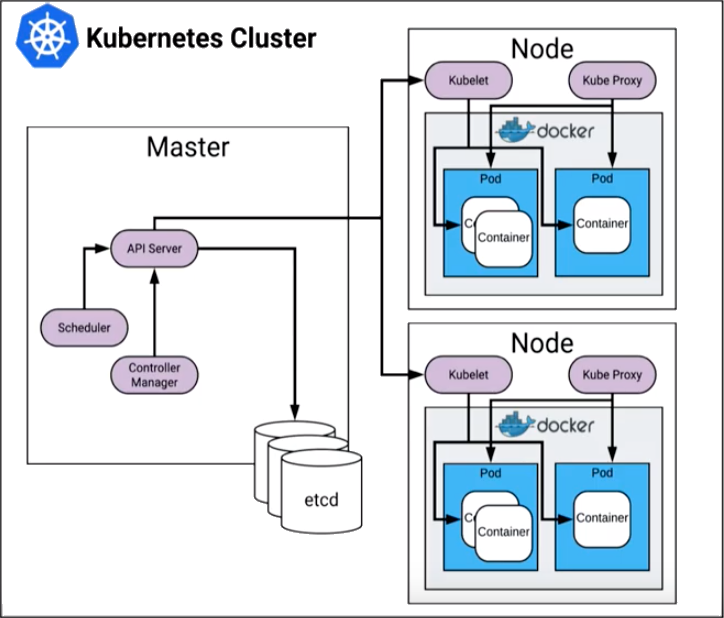 Kubernetes Cluster
Master
API Server
Scheduler
Controller
Manager
etcd
Node
Kubelet
Kube Proxy
docker
Pod
Pod
Container
Container
Node
Kubelet
Kube Proxy
docker
Pod
Pod
Container
Container